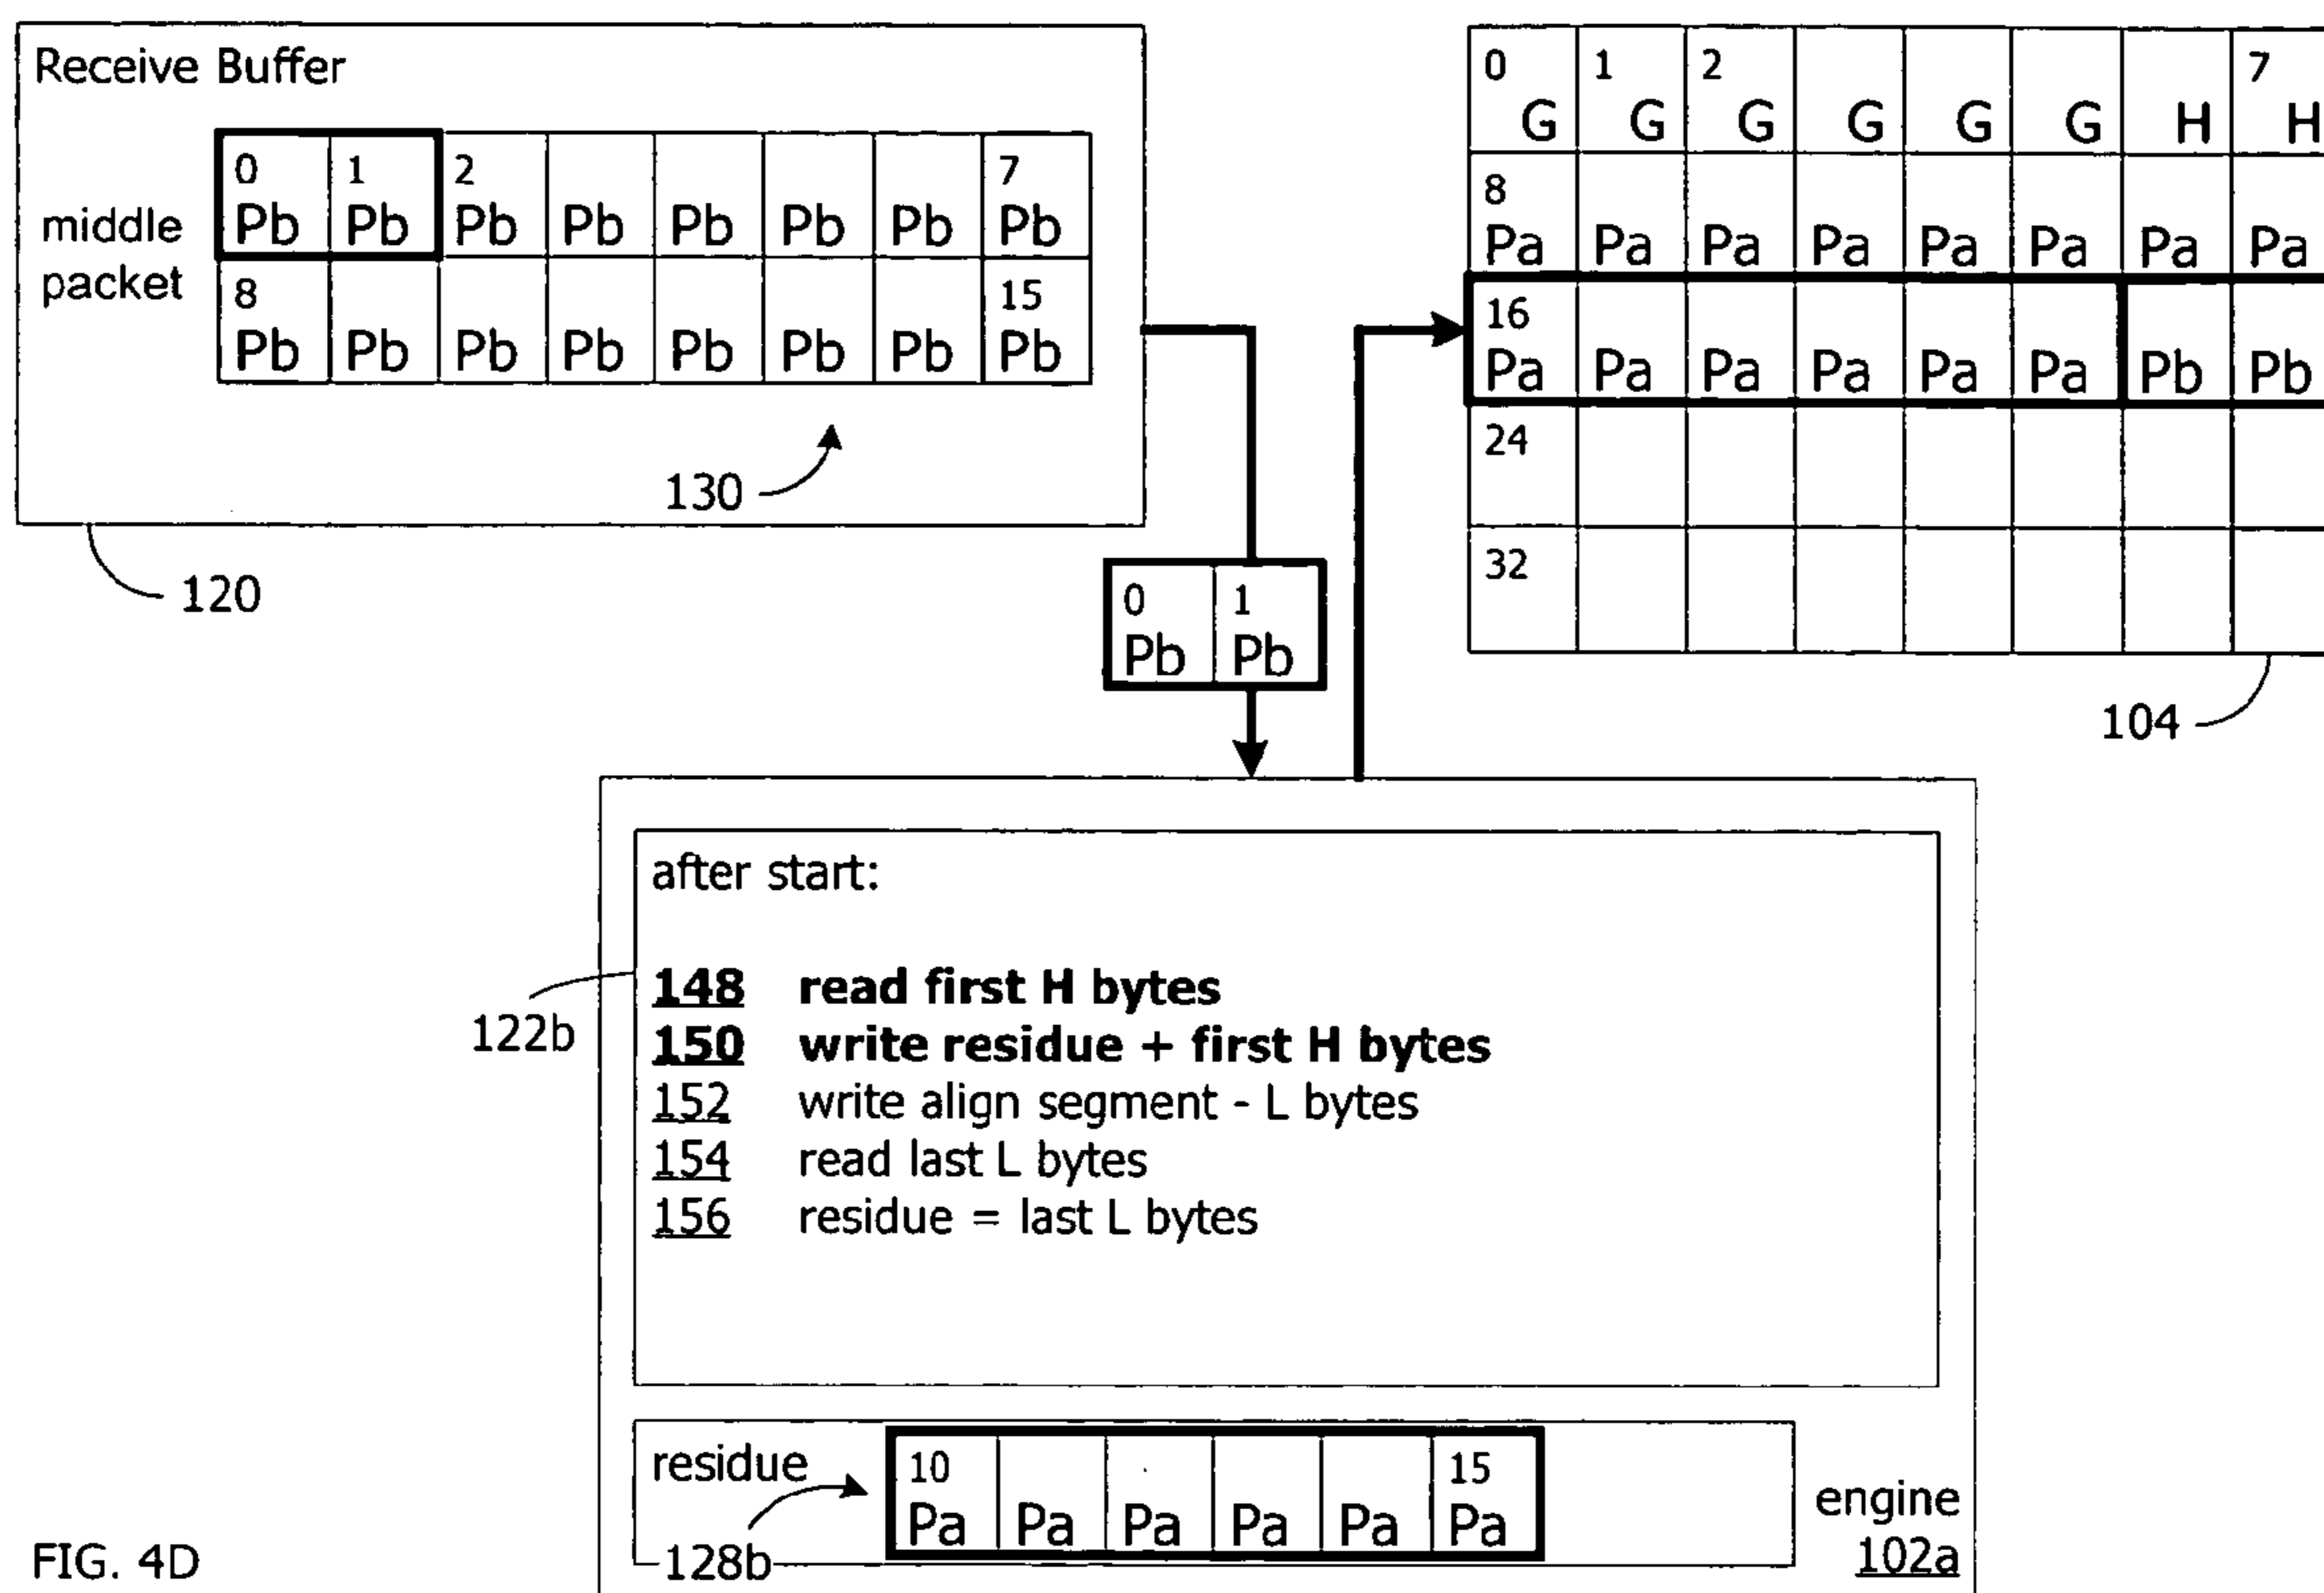 Receive Buffer
middle
packet
0 1 2 7
Pb Pb Pb Pb Pb Pb Pb Pb
8 15
Pb Pb Pb Pb Pb Pb Pb Pb
130
120
0 1 2 7
G G G G G G H H
8
Pa Pa Pa Pa Pa Pa Pa Pa
16
Pa Pa Pa Pa Pa Pa Pb Pb
24
32
104
0 1
Pb Pb
after start:
148 read first H bytes
150 write residue + first H bytes
152 write align segment - L bytes
154 read last L bytes
156 residue = last L bytes
122b
residue
10 15
Pa Pa Pa Pa Pa Pa
128b
engine
102a
FIG. 4D